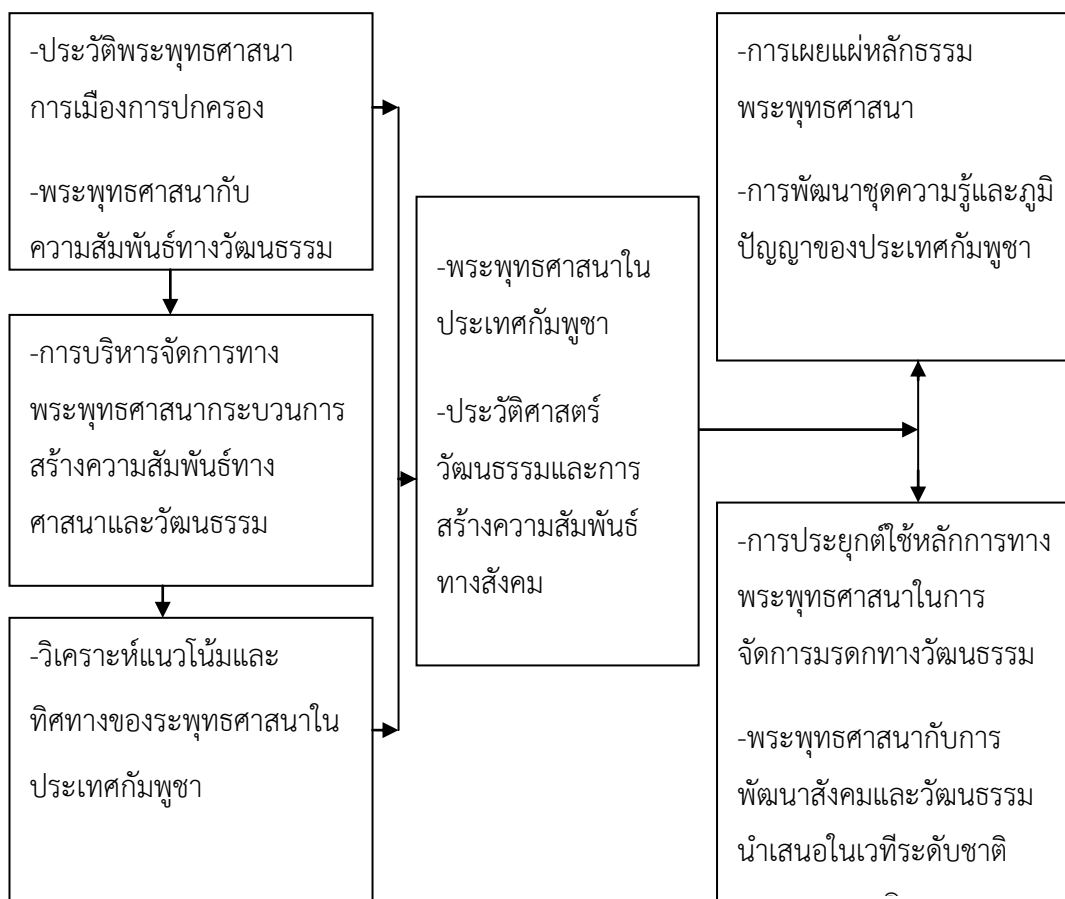 -ประวัติพระพุทธศาสนา
การเมืองการปกครอง
-พระพุทธศาสนากับ
ความสัมพันธ์ทางวัฒนธรรม
-การบริหารจัดการทาง
พระพุทธศาสนากระบวนการ
สร้างความสัมพันธ์ทาง
ศาสนาและวัฒนธรรม
-วิเคราะห์แนวโน้มและ
ทิศทางของระพุทธศาสนาใน
ประเทศกัมพูชา
-พระพุทธศาสนาใน
ประเทศกัมพูชา
-ประวัติศาสตร์
วัฒนธรรมและการ
สร้างความสัมพันธ์
ทางสังคม
-การเผยแผ่หลักธรรม
พระพุทธศาสนา
-การพัฒนาชุดความรู้และภูมิ
ปัญญาของประเทศกัมพูชา
-การประยุกต์ใช้หลักการทาง
พระพุทธศาสนาในการ
จัดการมรดกทางวัฒนธรรม
-พระพุทธศาสนากับการ
พัฒนาสังคมและวัฒนธรรม
นำเสนอในเวทีระดับชาติ